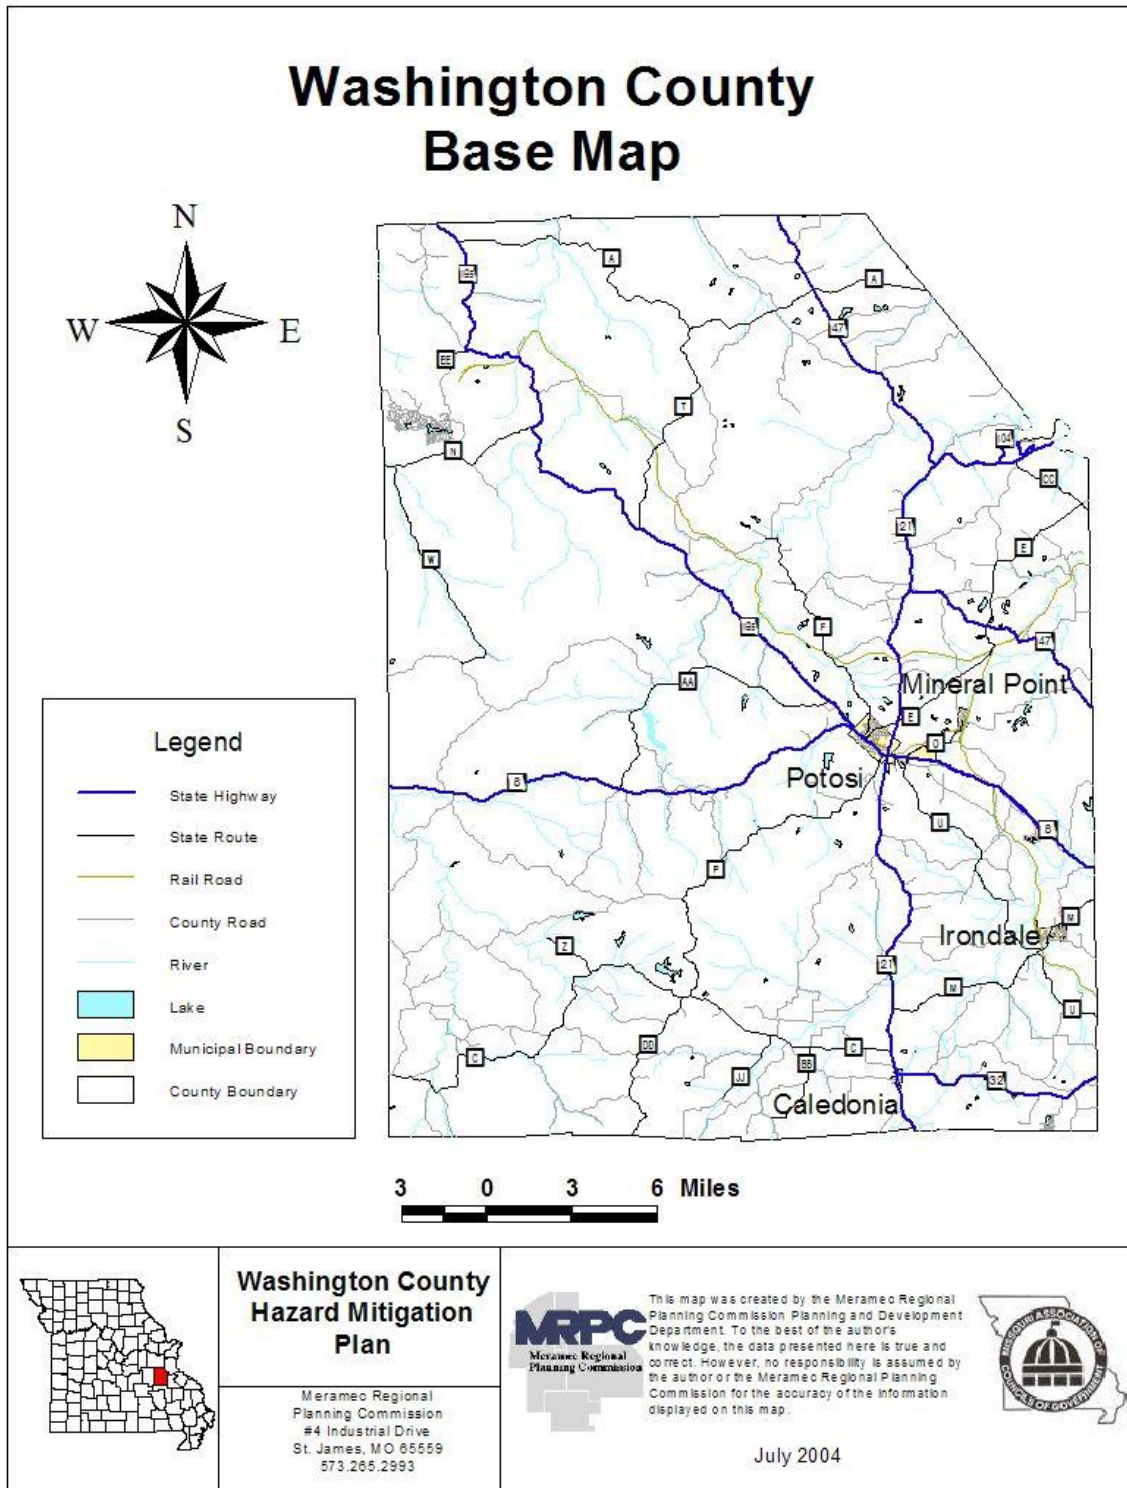 Washington County
Base Map
N
W
E
S
A
A
185
47
EE
T
N
104
CC
21
E
W
185
F
47
AA
Mineral Point
E
O
Potosi
8
U
8
P
M
Irondale
Z
21
M
U
DD
C
C
BB
JJ
32
Caledonia
Legend
State Highway
State Route
Rail Road
County Road
River
Lake
Municipal Boundary
County Boundary
3 0 3 6 Miles
Washington County
Hazard Mitigation
Plan
Meramec Regional
Planning Commission
#4 Industrial Drive
St. James, MO 65559
573.265.2993
MRPC
Meramec Regional
Planning Commission
This map was created by the Meramec Regional
Planning Commission Planning and Development
Department. To the best of the author's
knowledge, the data presented here is true and
correct. However, no responsibility is assumed by
the author or the Meramec Regional Planning
Commission for the accuracy of the information
displayed on this map.
July 2004
MISSOURI ASSOCIATION OF
COUNCILS OF GOVERNMENT